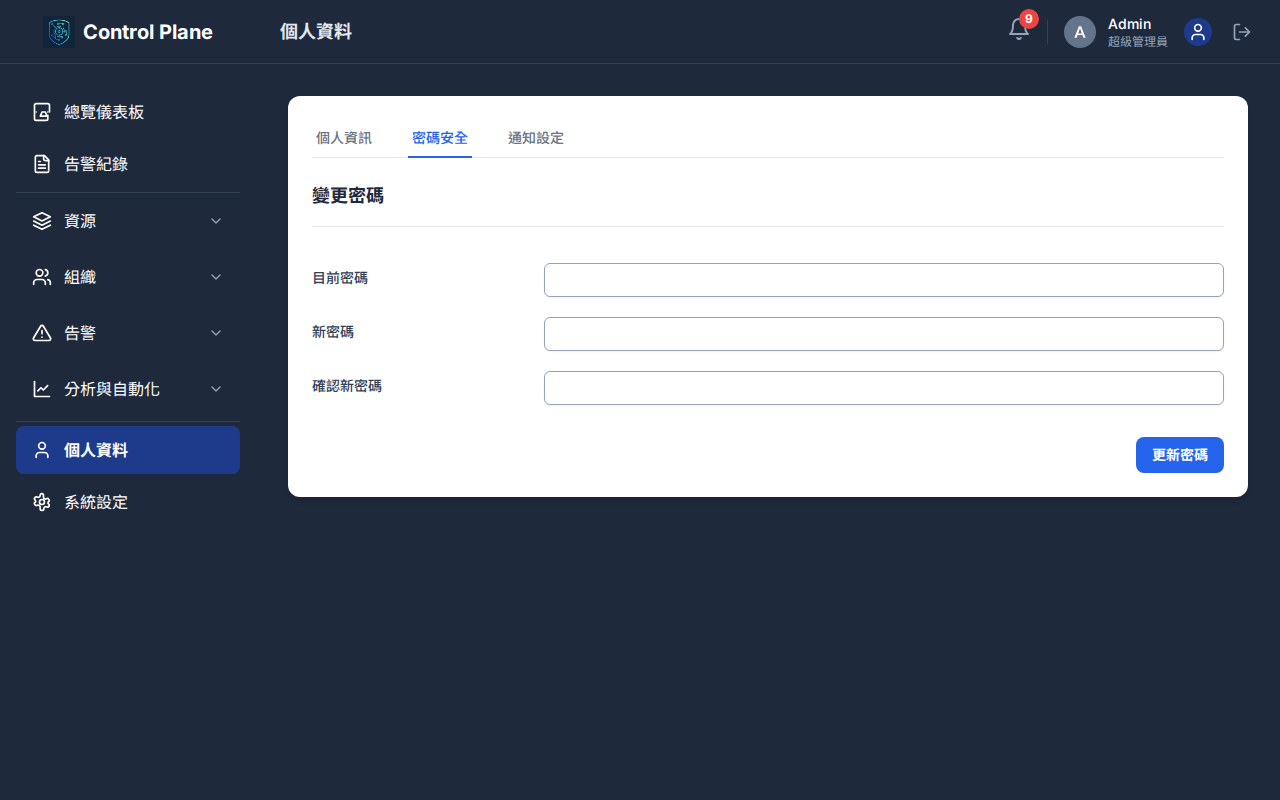 Control Plane
個人資料
9
A
Admin
超級管理員
總覽儀表板
告警紀錄
資源
組織
告警
分析與自動化
個人資料
系統設定
個人資訊
密碼安全
通知設定
變更密碼
目前密碼
新密碼
確認新密碼
更新密碼